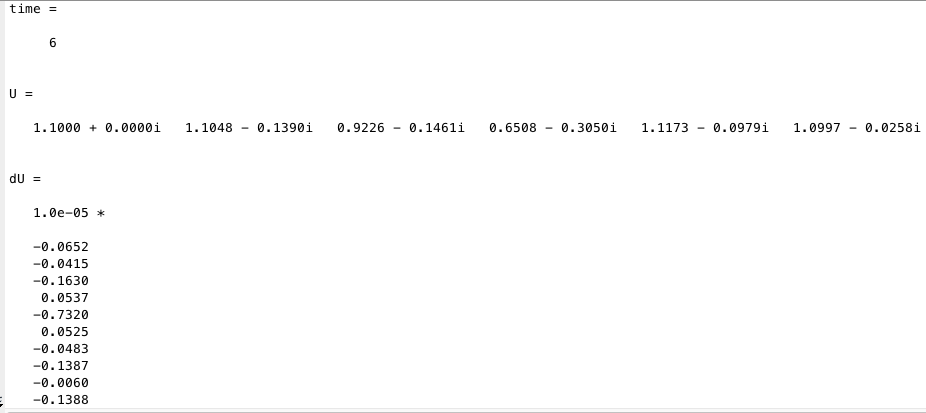 time =
6
U =
1.1000 + 0.0000i   1.1048 - 0.1390i   0.9226 - 0.1461i   0.6508 - 0.3050i   1.1173 - 0.0979i   1.0997 - 0.0258i
dU =
1.0e-05 *
-0.0652
-0.0415
-0.1630
0.0537
-0.7320
0.0525
-0.0483
-0.1387
-0.0060
-0.1388